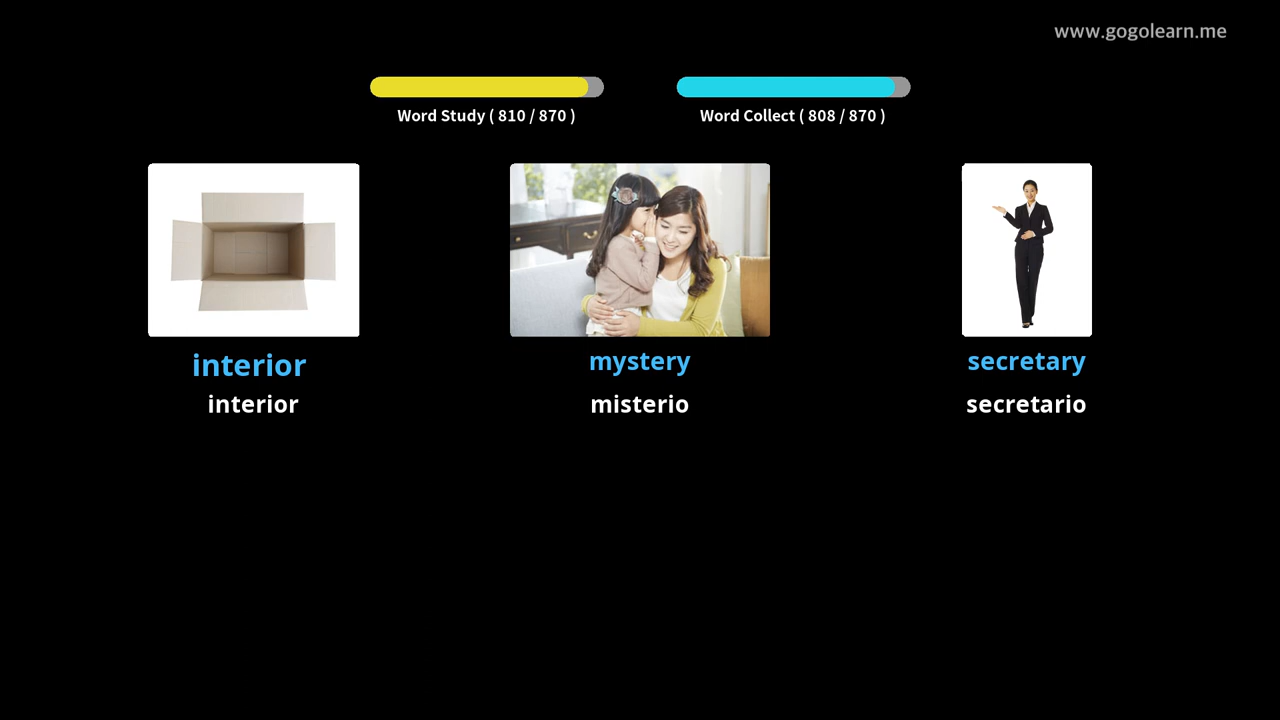 www.gogolearn.me
Word Study ( 810 / 870 )
Word Collect ( 808 / 870 )
interior
interior
mystery
misterio
secretary
secretario